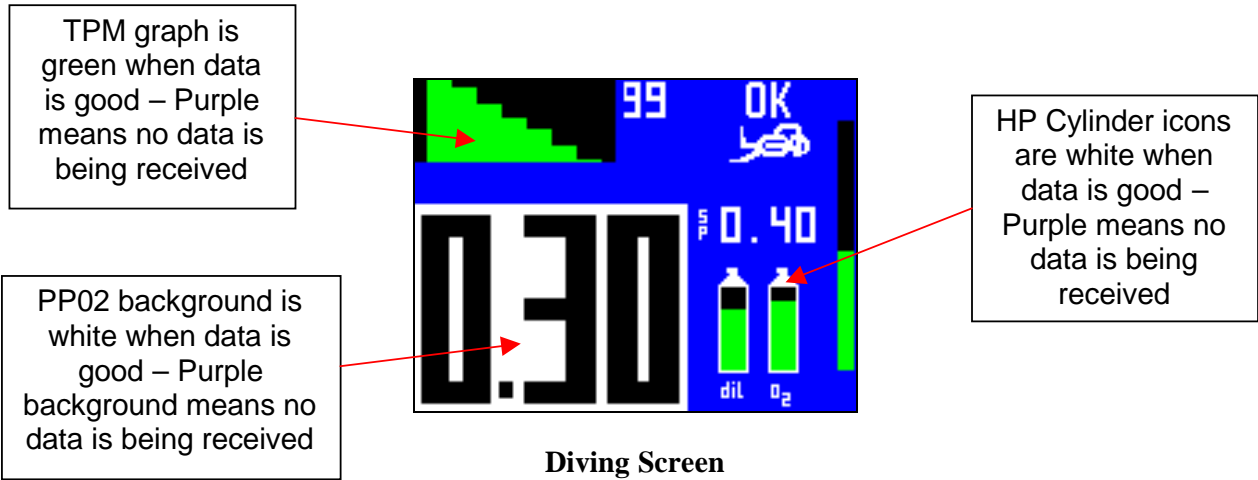 TPM graph is
green when data
is good – Purple
means no data is
being received
99 OK
HP Cylinder icons
are white when
data is good –
Purple means no
data is being
received
SP 0.40
0.30
dil O2
PP02 background is
white when data is
good – Purple
background means no
data is being received
Diving Screen